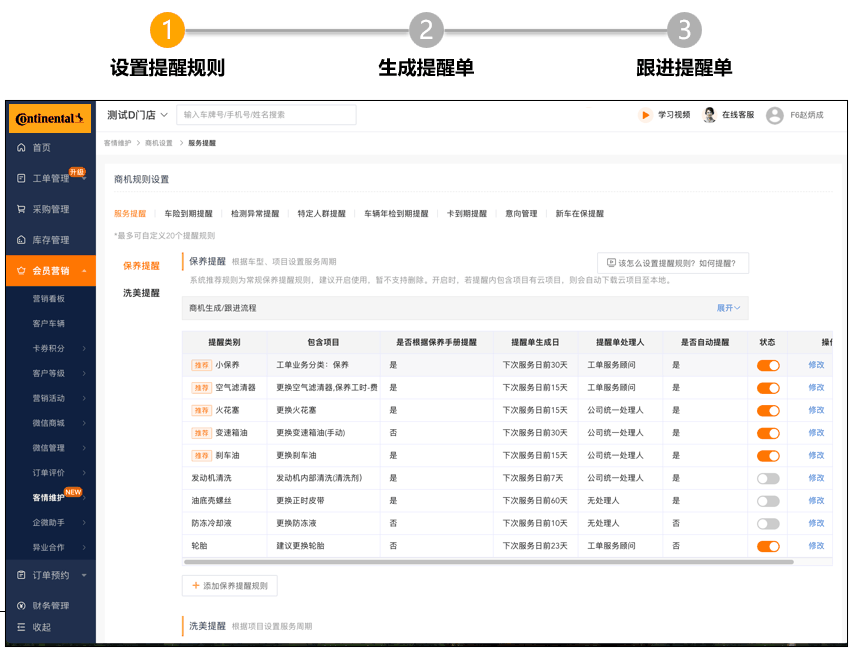 1 2 3
设置提醒规则 生成提醒单 跟进提醒单
Continental
测试D门店 输入车牌号/手机号/姓名搜索 学习视频 在线客服 F6赵炳成
客情维护 > 商机设置 > 服务提醒
首页
工单管理 升级
采购管理
库存管理
会员营销
营销看板
客户车辆
卡券积分
客户等级
营销活动
微信商城
微信管理
订单评价
客情维护 NEW
企微助手
异业合作
订单预约
财务管理
收起
商机规则设置
服务提醒 车险到期提醒 检测异常提醒 特定人群提醒 车辆年检到期提醒 卡到期提醒 意向管理 新车在保提醒
*最多可自定义20个提醒规则
保养提醒
洗美提醒
保养提醒 根据车型、项目设置服务周期 该怎么设置提醒规则？如何提醒？
系统推荐规则为常规保养提醒规则，建议开启使用，暂不支持删除。开启时，若提醒内包含项目有云项目，则会自动下载云项目至本地。
商机生成/跟进流程 展开
提醒类别 包含项目 是否根据保养手册提醒 提醒单生成日 提醒单处理人 是否自动提醒 状态
推荐 小保养 工单业务分类：保养 是 下次服务日前30天 工单服务顾问 是 修改
推荐 空气滤清器 更换空气滤清器,保养工时-费 是 下次服务日前15天 工单服务顾问 是 修改
推荐 火花塞 更换火花塞 是 下次服务日前15天 公司统一处理人 是 修改
推荐 变速箱油 更换变速箱油(手动) 否 下次服务日前30天 公司统一处理人 是 修改
推荐 刹车油 更换刹车油 是 下次服务日前15天 公司统一处理人 是 修改
发动机清洗 发动机内部清洗(清洗剂) 是 下次服务日前7天 公司统一处理人 是 修改
油底壳螺丝 更换正时皮带 是 下次服务日前60天 无处理人 是 修改
防冻冷却液 更换防冻液 否 下次服务日前10天 无处理人 否 修改
轮胎 建议更换轮胎 否 下次服务日前23天 工单服务顾问 否 修改
+ 添加保养提醒规则
洗美提醒 根据项目设置服务周期